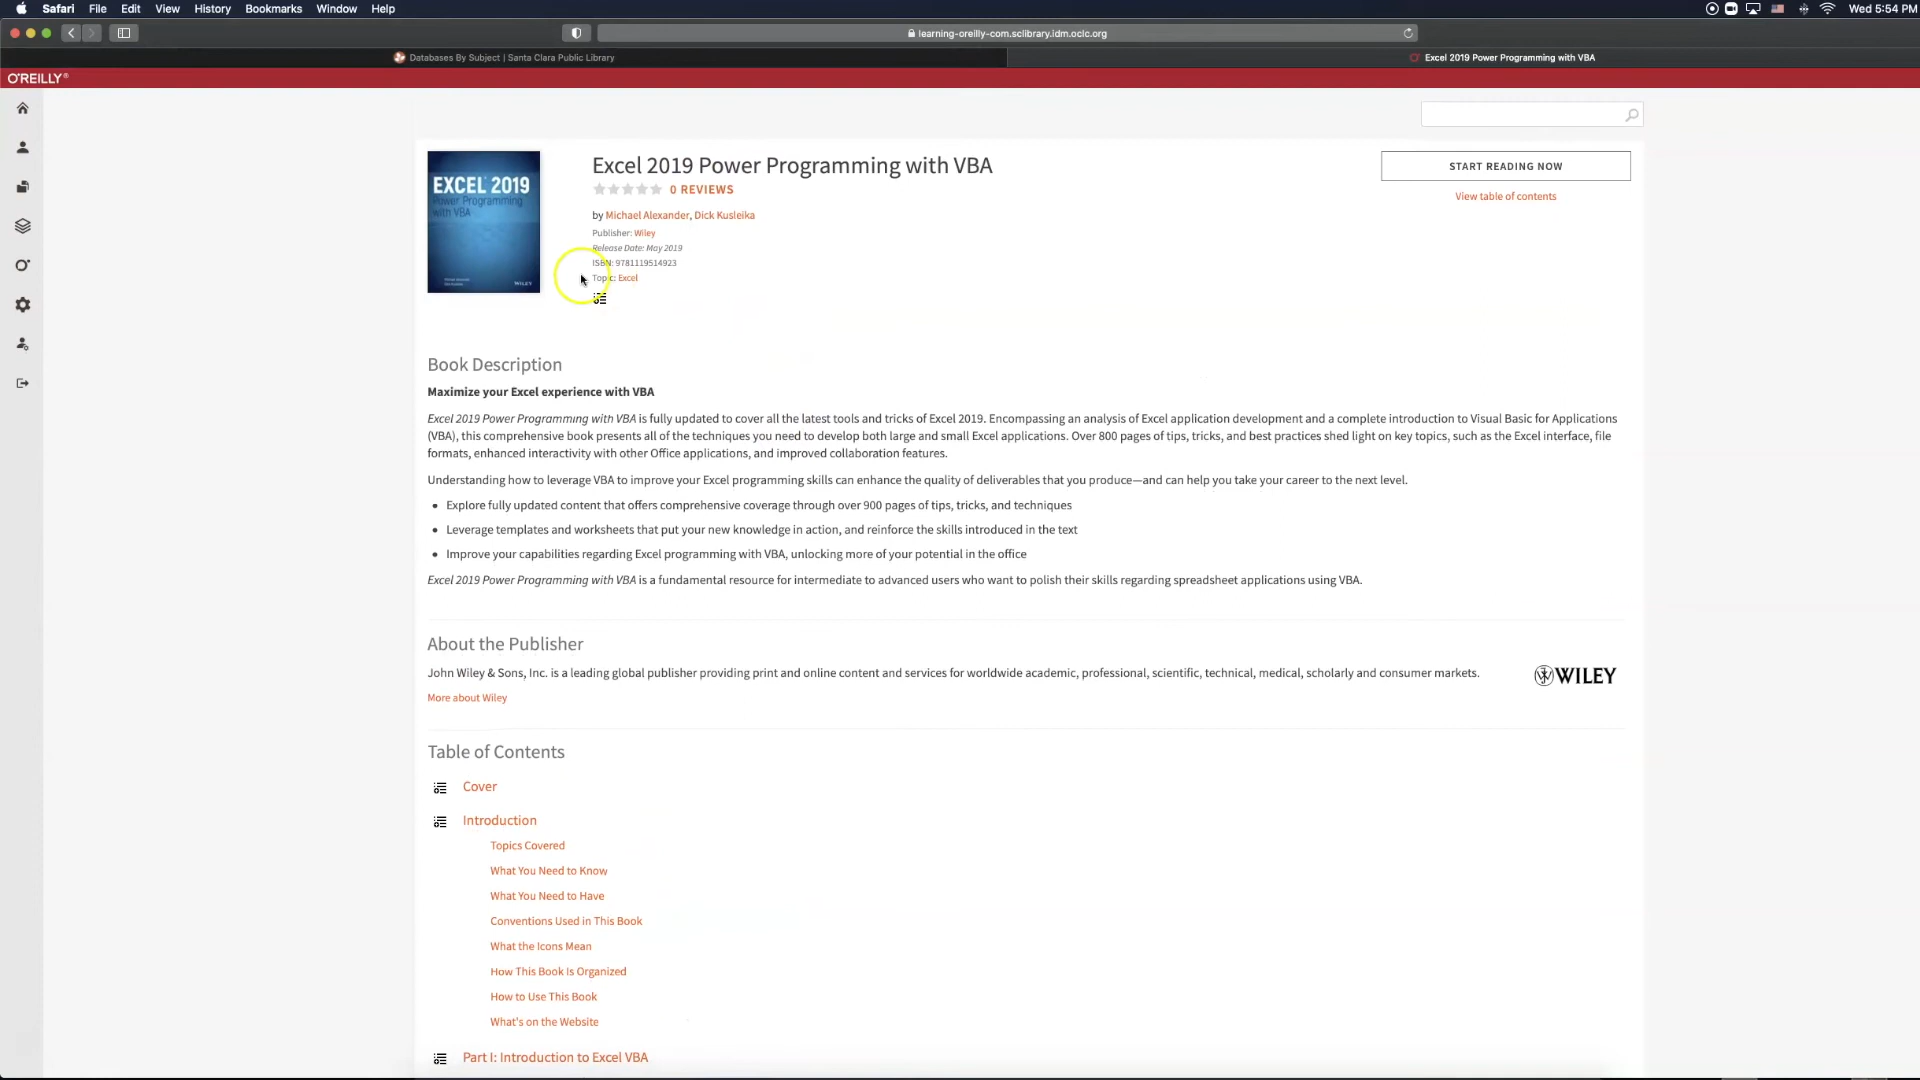 Safari File Edit View History Bookmarks Window Help Wed 5:54 PM
learning-oreilly-com.sclibrary.idm.oclc.org
Databases By Subject | Santa Clara Public Library Excel 2019 Power Programming with VBA
O'REILLY®
Excel 2019 Power Programming with VBA
START READING NOW
EXCEL 2019
Power Programming
with VBA
WILEY
0 REVIEWS
View table of contents
by Michael Alexander, Dick Kusleika
Publisher: Wiley
Release Date: May 2019
ISBN: 9781119514923
Topic: Excel
Book Description
Maximize your Excel experience with VBA
Excel 2019 Power Programming with VBA is fully updated to cover all the latest tools and tricks of Excel 2019. Encompassing an analysis of Excel application development and a complete introduction to Visual Basic for Applications
(VBA), this comprehensive book presents all of the techniques you need to develop both large and small Excel applications. Over 800 pages of tips, tricks, and best practices shed light on key topics, such as the Excel interface, file
formats, enhanced interactivity with other Office applications, and improved collaboration features.
Understanding how to leverage VBA to improve your Excel programming skills can enhance the quality of deliverables that you produce—and can help you take your career to the next level.
• Explore fully updated content that offers comprehensive coverage through over 900 pages of tips, tricks, and techniques
• Leverage templates and worksheets that put your new knowledge in action, and reinforce the skills introduced in the text
• Improve your capabilities regarding Excel programming with VBA, unlocking more of your potential in the office
Excel 2019 Power Programming with VBA is a fundamental resource for intermediate to advanced users who want to polish their skills regarding spreadsheet applications using VBA.
About the Publisher
John Wiley & Sons, Inc. is a leading global publisher providing print and online content and services for worldwide academic, professional, scientific, technical, medical, scholarly and consumer markets.
WILEY
More about Wiley
Table of Contents
Cover
Introduction
Topics Covered
What You Need to Know
What You Need to Have
Conventions Used in This Book
What the Icons Mean
How This Book Is Organized
How to Use This Book
What's on the Website
Part I: Introduction to Excel VBA